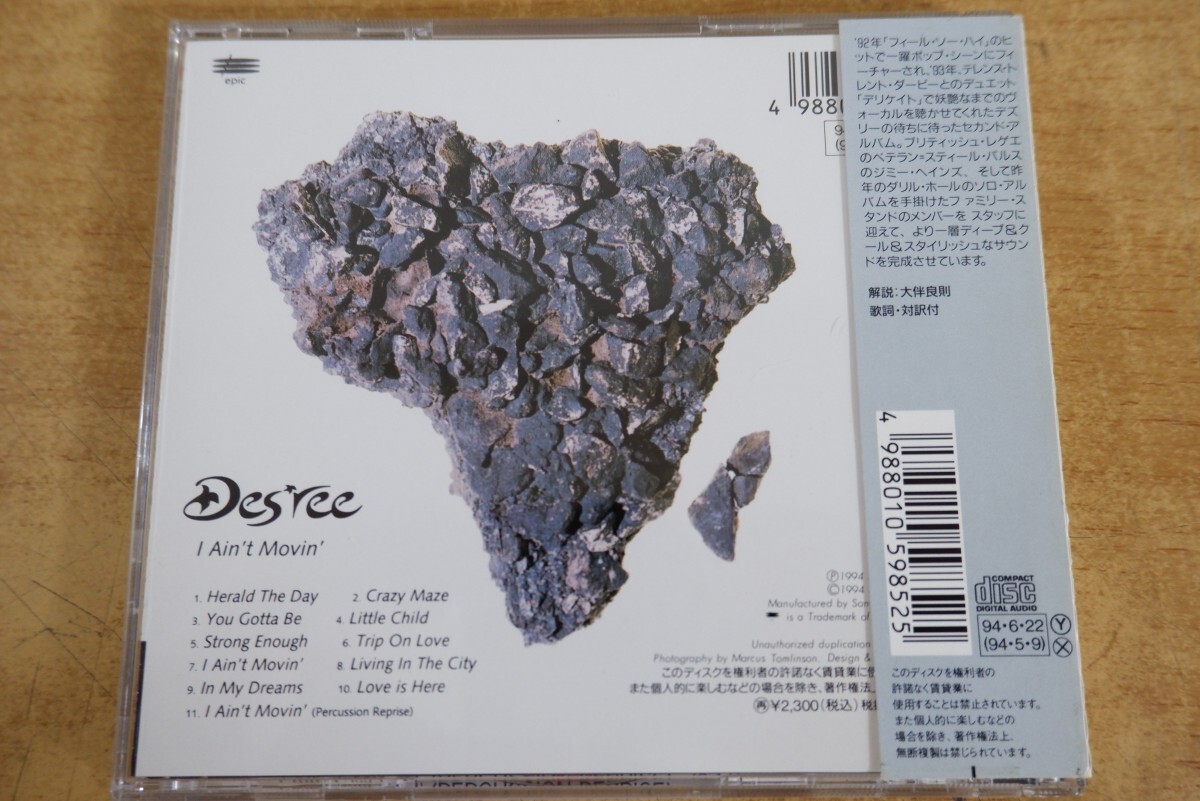 epic
4 9880
Des'ree
I Ain't Movin'
1. Herald The Day
2. Crazy Maze
3. You Gotta Be
4. Little Child
5. Strong Enough
6. Trip On Love
7. I Ain't Movin'
8. Living In The City
9. In My Dreams
10. Love is Here
11. I Ain't Movin' (Percussion Reprise)
Ⓟ1994
©1994
Manufactured by Sony
is a Trademark of
Unauthorized duplication
Photography by Marcus Tomlinson. Design &
このディスクを権利者の許諾なく賃貸業に使
また個人的に楽しむなどの場合を除き、著作権法上、
再¥2,300(税込)
'92年「フィール・ソー・ハイ」のヒ
ットで一躍ポップ・シーンにフィ
ーチャーされ、'93年、テレンス・ト
レント・ダービーとのデュエット
「デリケイト」で妖艶なまでのヴ
ォーカルを聴かせてくれたデズ
リーの待ちに待ったセカンド・ア
ルバム。ブリティッシュ・レゲエ
のベテラン=スティール・パルス
のジミー・ヘインズ、そして昨
年のダリル・ホールのソロ・アル
バムを手掛けたファミリー・ス
タンドのメンバーをスタッフに
迎えて、より一層ディープ&ク
ール&スタイリッシュなサウン
ドを完成させています。
解説:大伴良則
歌詞・対訳付
4 988010 598525
COMPACT
disc
DIGITAL AUDIO
94・6・22 Y
(94・5・9) X
このディスクを権利者の
許諾なく賃貸業に
使用することは禁止されています。
また個人的に楽しむなどの
場合を除き、著作権法上、
無断複製は禁じられています。